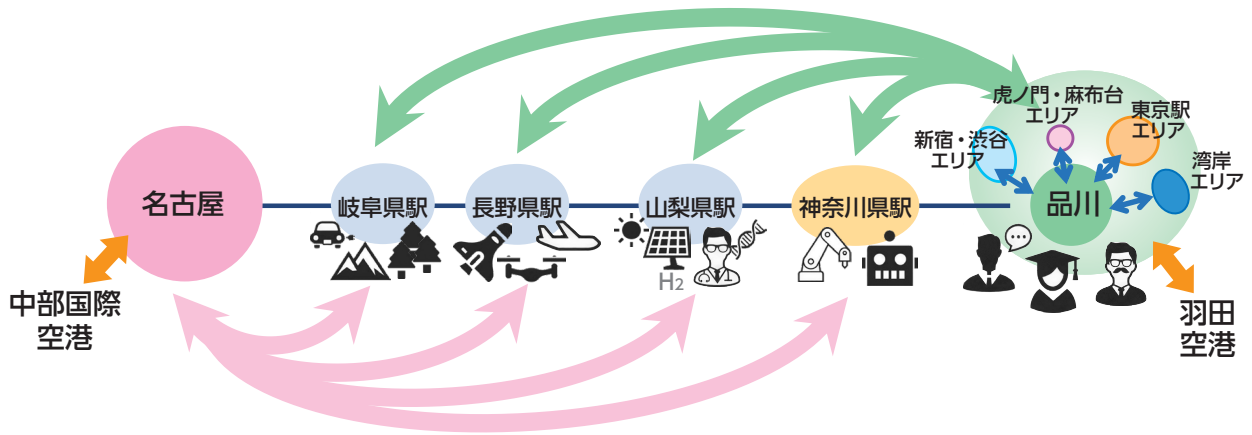 名古屋
中部国際
空港
岐阜県駅
長野県駅
山梨県駅
H2
神奈川県駅
虎ノ門・麻布台
エリア
東京駅
エリア
新宿・渋谷
エリア
湾岸
エリア
品川
羽田
空港